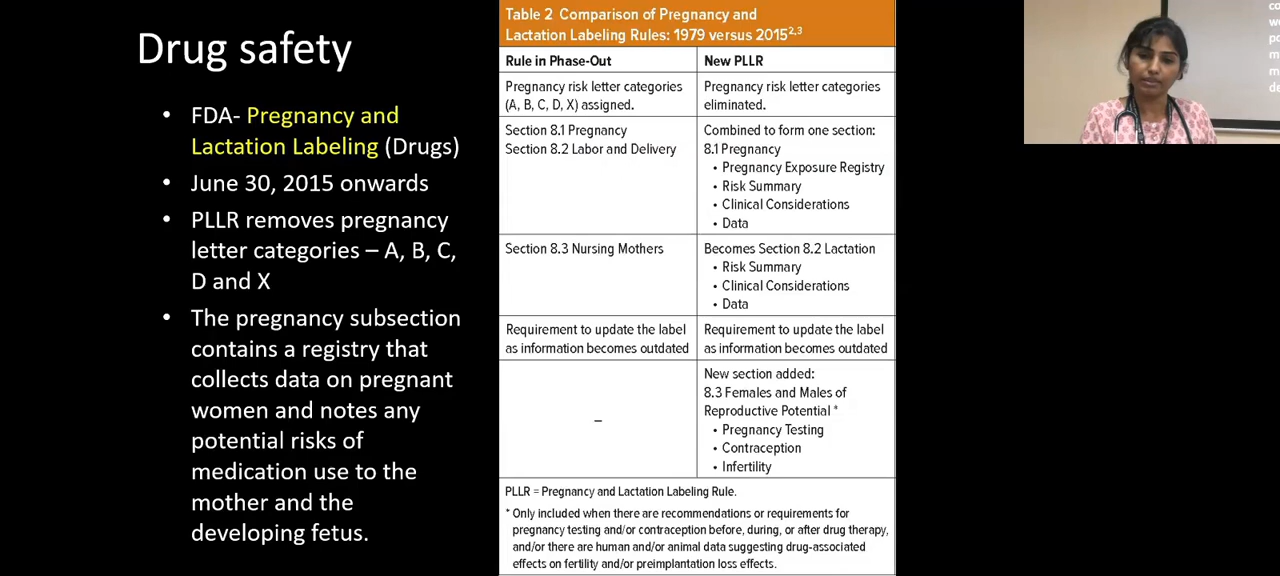 Drug safety
• FDA- Pregnancy and
Lactation Labeling (Drugs)
• June 30, 2015 onwards
• PLLR removes pregnancy
letter categories – A, B, C,
D and X
• The pregnancy subsection
contains a registry that
collects data on pregnant
women and notes any
potential risks of
medication use to the
mother and the
developing fetus.
Table 2 Comparison of Pregnancy and
Lactation Labeling Rules: 1979 versus 20152,3
Rule in Phase-Out
New PLLR
Pregnancy risk letter categories
(A, B, C, D, X) assigned.
Pregnancy risk letter categories
eliminated.
Section 8.1 Pregnancy
Section 8.2 Labor and Delivery
Combined to form one section:
8.1 Pregnancy
• Pregnancy Exposure Registry
• Risk Summary
• Clinical Considerations
• Data
Section 8.3 Nursing Mothers
Becomes Section 8.2 Lactation
• Risk Summary
• Clinical Considerations
• Data
Requirement to update the label
as information becomes outdated
Requirement to update the label
as information becomes outdated
–
New section added:
8.3 Females and Males of
Reproductive Potential *
• Pregnancy Testing
• Contraception
• Infertility
PLLR = Pregnancy and Lactation Labeling Rule.
* Only included when there are recommendations or requirements for
pregnancy testing and/or contraception before, during, or after drug therapy,
and/or there are human and/or animal data suggesting drug-associated
effects on fertility and/or preimplantation loss effects.